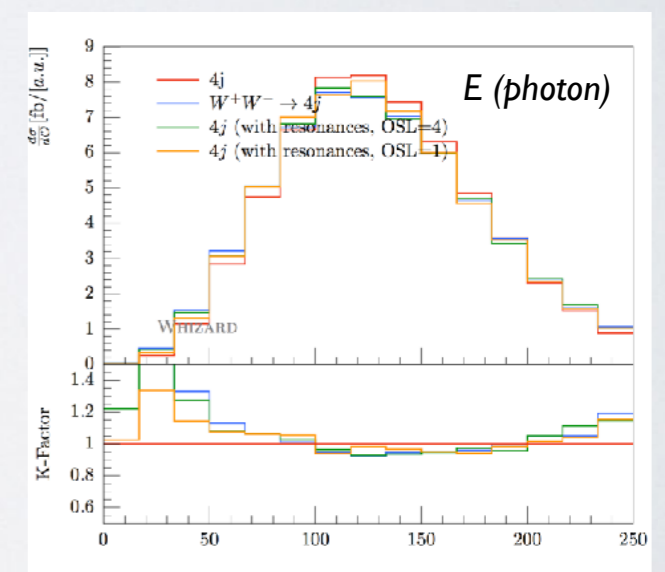 dσ/dO [fb/[a.u.]]
9
8
7
6
5
4
3
2
1
0
4j
W⁺W⁻ → 4j
4j (with resonances, OSL=4)
4j (with resonances, OSL=1)
E (photon)
WHIZARD
K-Factor
1.4
1.2
1
0.8
0.6
0
50
100
150
200
250